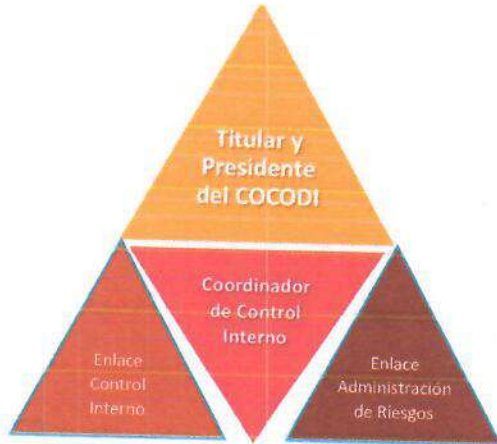 Titular y
Presidente
del COCODI
Coordinador
de Control
Interno
Enlace
Control
Interno
Enlace
Administración
de Riesgos